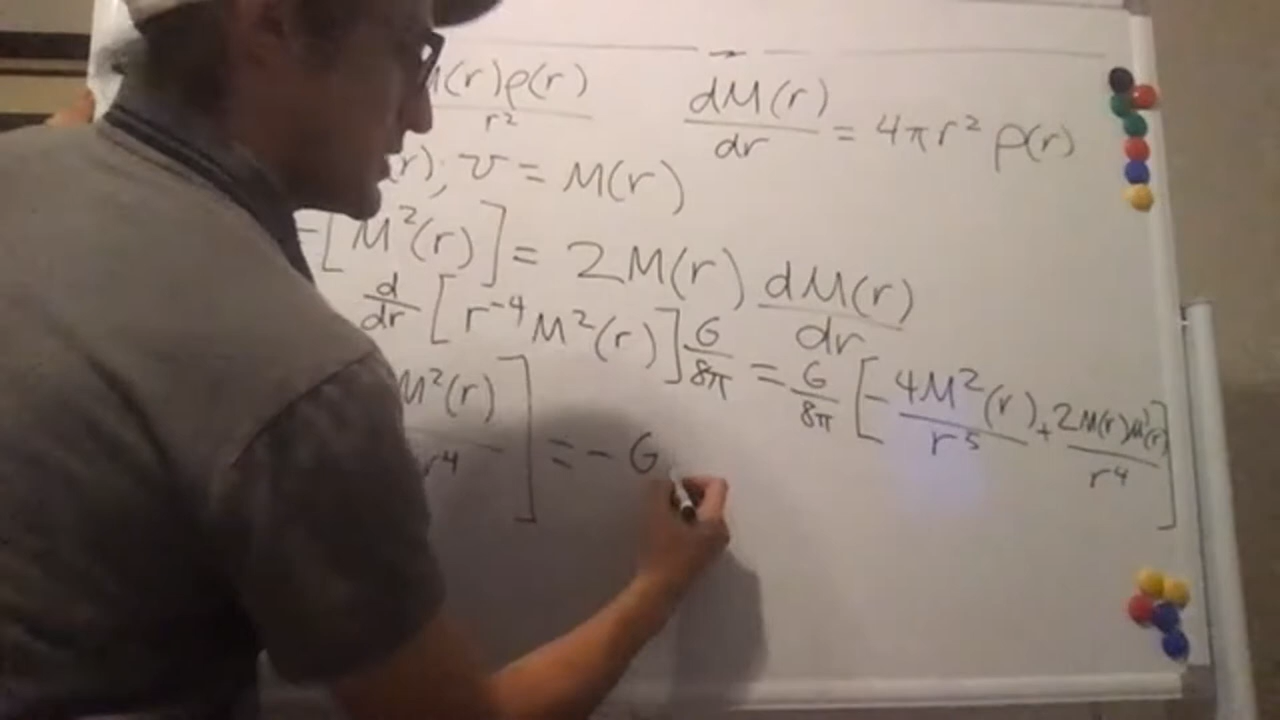 M(r)ρ(r)/r² dM(r)/dr = 4πr² ρ(r)
(r); v = M(r)
[M²(r)] = 2M(r) dM(r)/dr
d/dr [r⁻⁴M²(r)] G/8π = G/8π [-4M²(r)/r⁵ + 2M(r)M'(r)/r⁴]
M²(r)/r⁴] = - G